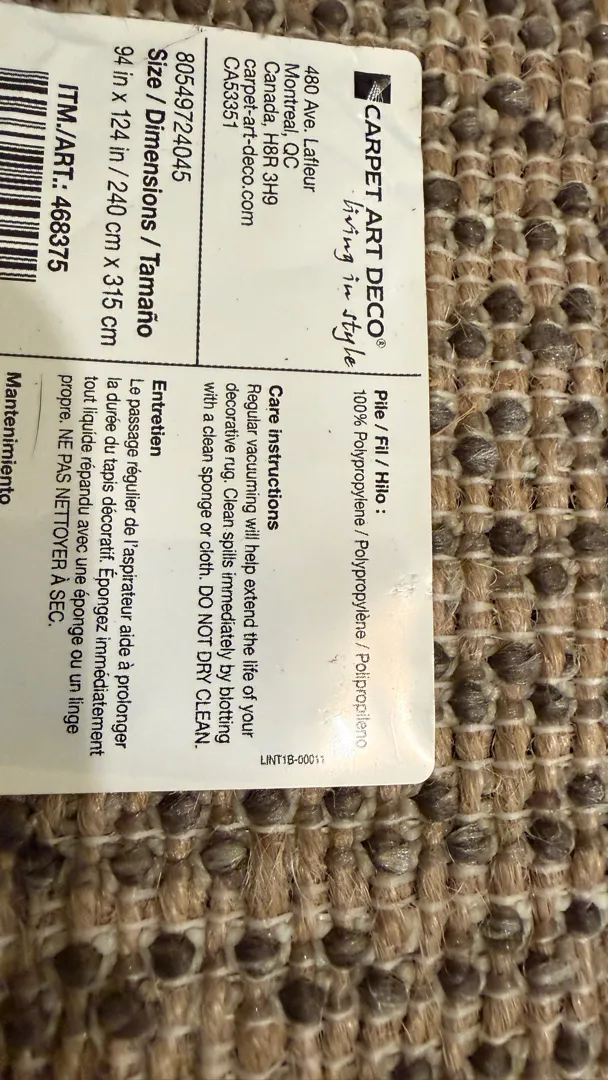 CARPET ART DECO®
living in style
480 Ave. Lafleur
Montreal, QC
Canada, H8R 3H9
carpet-art-deco.com
CA53351
80549724045
Size / Dimensions / Tamaño
94 in x 124 in / 240 cm x 315 cm
ITM./ART.: 468375
Pile / Fil / Hilo :
100% Polypropylene / Polypropylène / Polipropileno
LINT1B-00011
Care instructions
Regular vacuuming will help extend the life of your
decorative rug. Clean spills immediately by blotting
with a clean sponge or cloth. DO NOT DRY CLEAN.
Entretien
Le passage régulier de l'aspirateur aide à prolonger
la durée du tapis décoratif. Épongez immédiatement
tout liquide répandu avec une éponge ou un linge
propre. NE PAS NETTOYER À SEC.
Mantenimiento